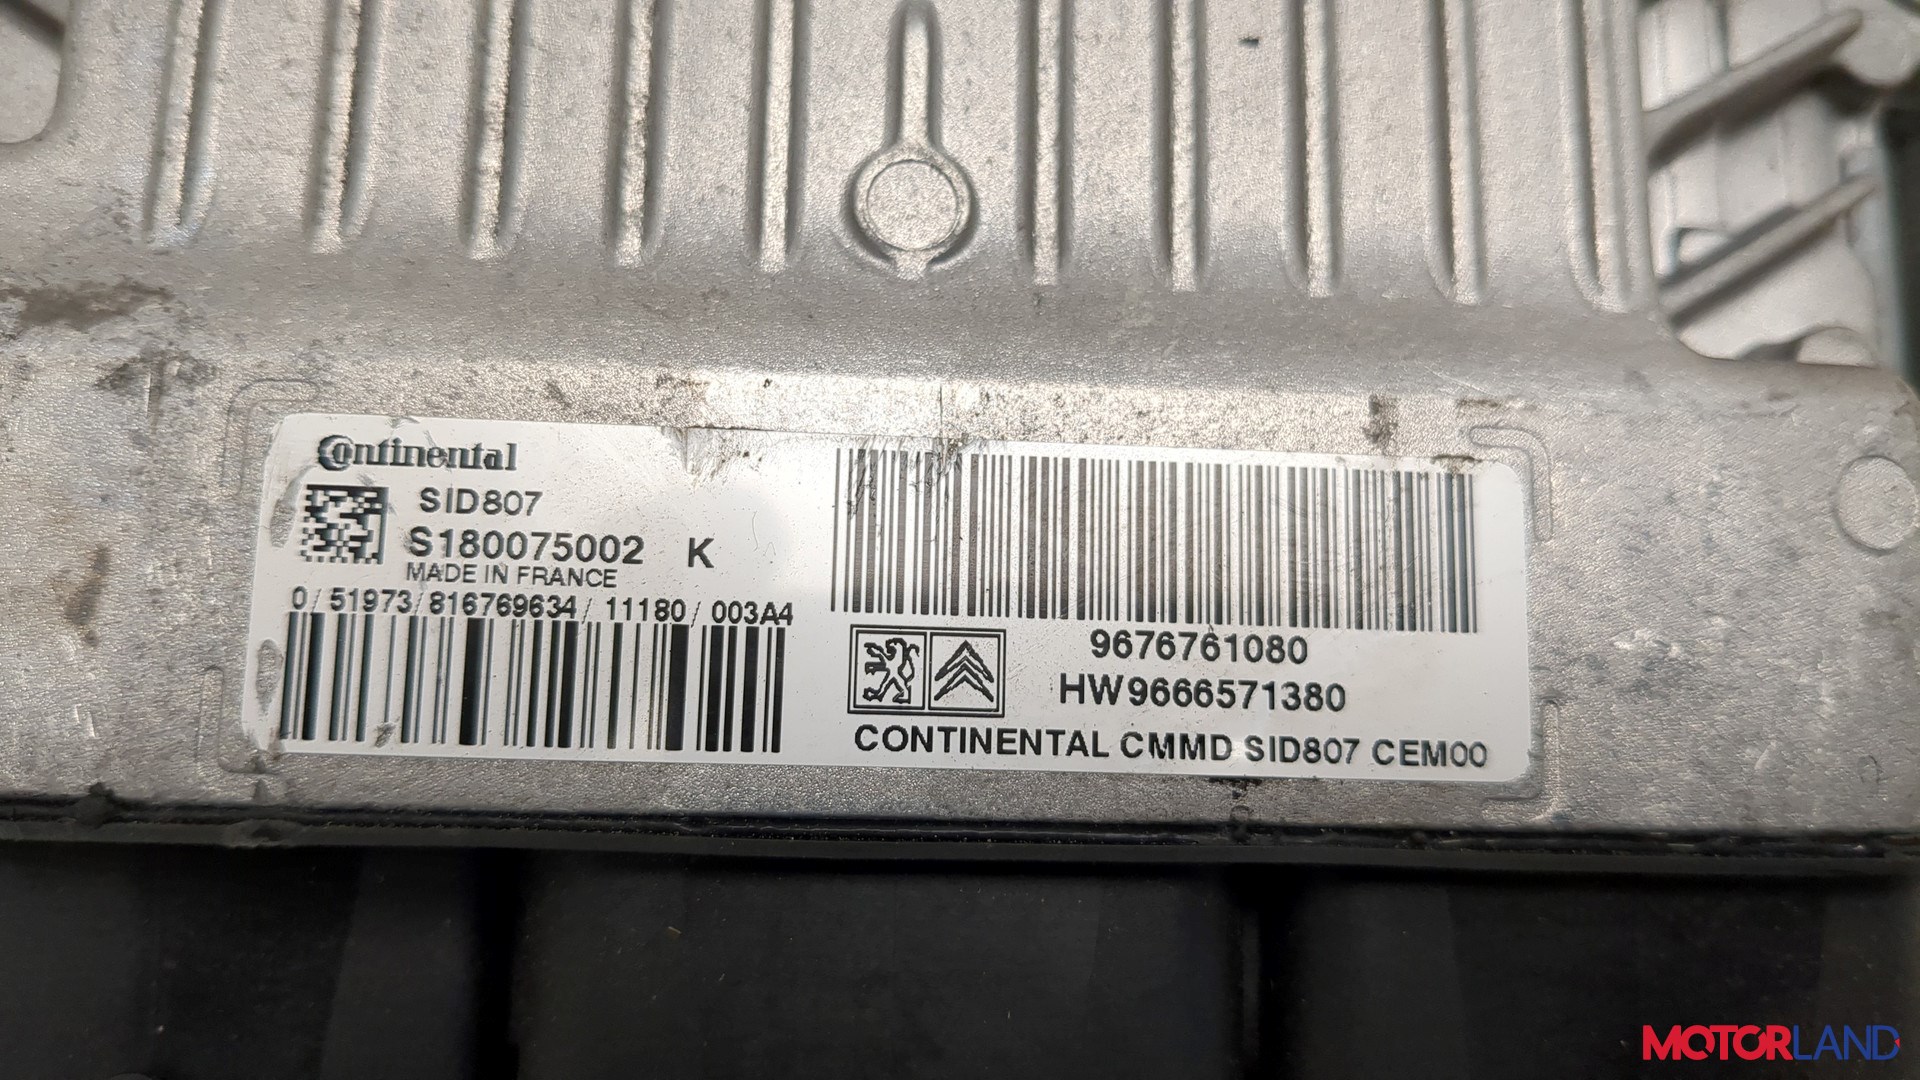 Continental
SID807
S180075002 K
MADE IN FRANCE
0/51973/816769634/11180/003A4
9676761080
HW9666571380
CONTINENTAL CMMD SID807 CEM00
MOTORLAND